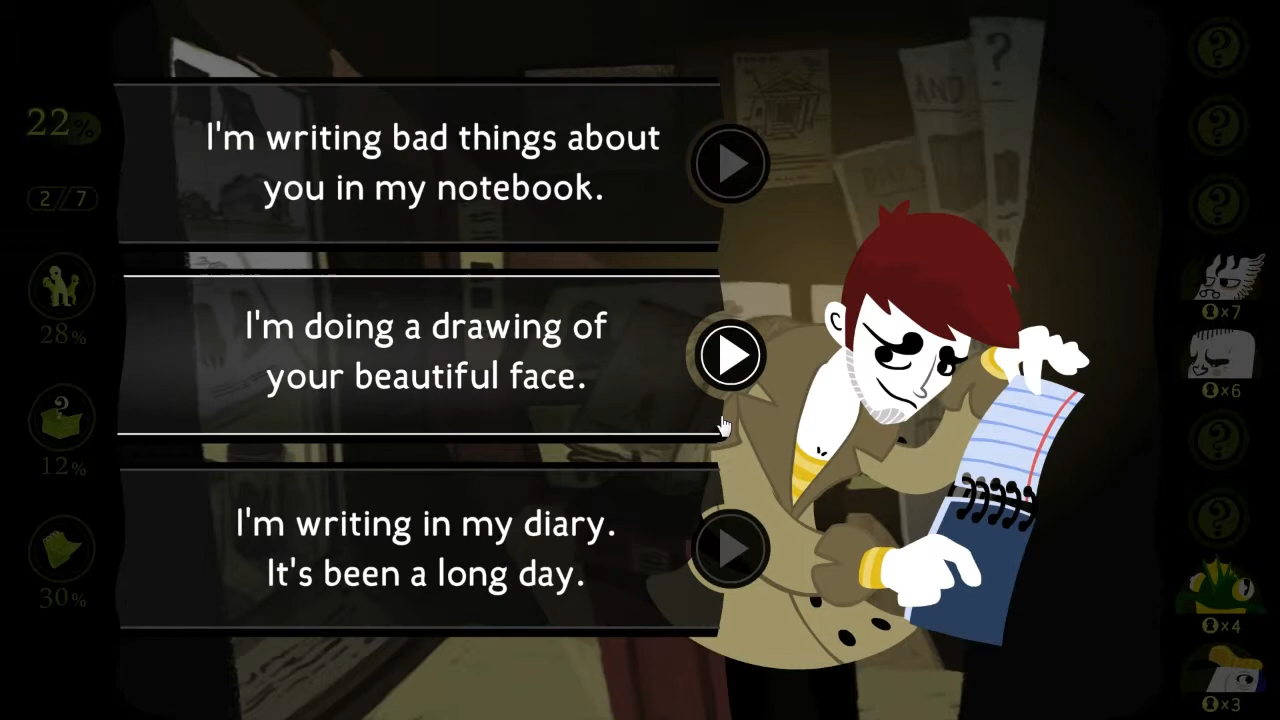 22%
2/7
28%
12%
30%
I'm writing bad things about
you in my notebook.
I'm doing a drawing of
your beautiful face.
I'm writing in my diary.
It's been a long day.
?
AND
?
?
?
?
×7
×6
?
?
×4
×3